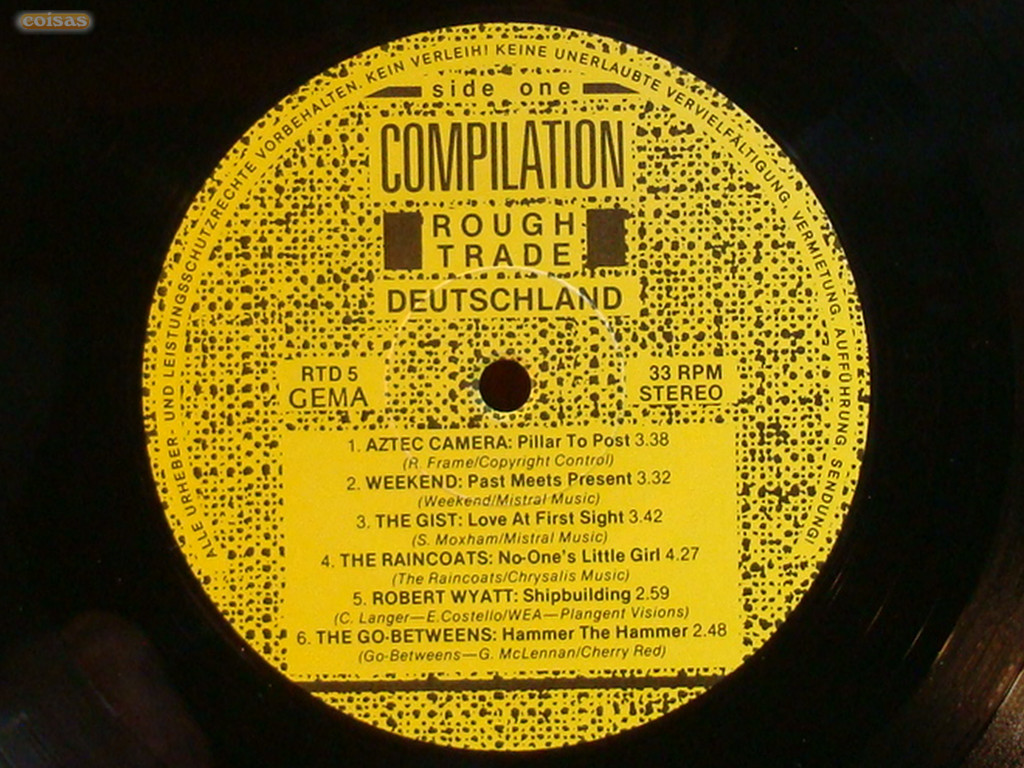 coisas
ALLE URHEBER- UND LEISTUNGSSCHUTZRECHTE VORBEHALTEN. KEIN VERLEIH! KEINE UNERLAUBTE VERVIELFÄLTIGUNG, VERMIETUNG, AUFFÜHRUNG, SENDUNG!
side one
COMPILATION
ROUGH
TRADE
DEUTSCHLAND
RTD 5
GEMA
33 RPM
STEREO
1. AZTEC CAMERA: Pillar To Post 3.38
(R. Frame/Copyright Control)
2. WEEKEND: Past Meets Present 3.32
(Weekend/Mistral Music)
3. THE GIST: Love At First Sight 3.42
(S. Moxham/Mistral Music)
4. THE RAINCOATS: No-One's Little Girl 4.27
(The Raincoats/Chrysalis Music)
5. ROBERT WYATT: Shipbuilding 2.59
(C. Langer—E.Costello/WEA—Plangent Visions)
6. THE GO-BETWEENS: Hammer The Hammer 2.48
(Go-Betweens—G. McLennan/Cherry Red)